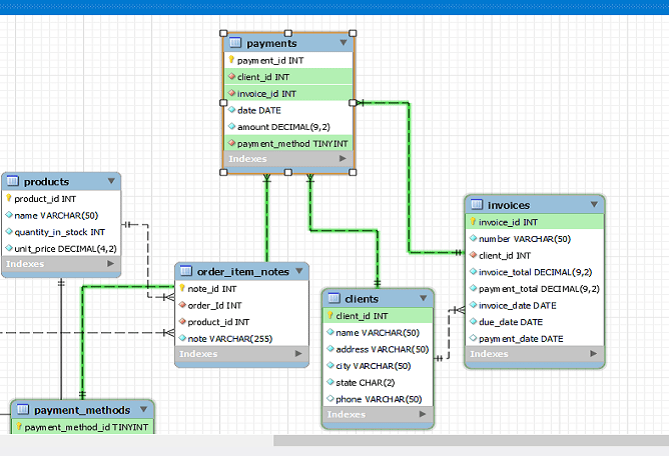 payments
payment_id INT
client_id INT
invoice_id INT
date DATE
amount DECIMAL(9,2)
payment_method TINYINT
Indexes
products
product_id INT
name VARCHAR(50)
quantity_in_stock INT
unit_price DECIMAL(4,2)
Indexes
order_item_notes
note_id INT
order_Id INT
product_id INT
note VARCHAR(255)
Indexes
clients
client_id INT
name VARCHAR(50)
address VARCHAR(50)
city VARCHAR(50)
state CHAR(2)
phone VARCHAR(50)
Indexes
invoices
invoice_id INT
number VARCHAR(50)
client_id INT
invoice_total DECIMAL(9,2)
payment_total DECIMAL(9,2)
invoice_date DATE
due_date DATE
payment_date DATE
Indexes
payment_methods
payment_method_id TINYINT